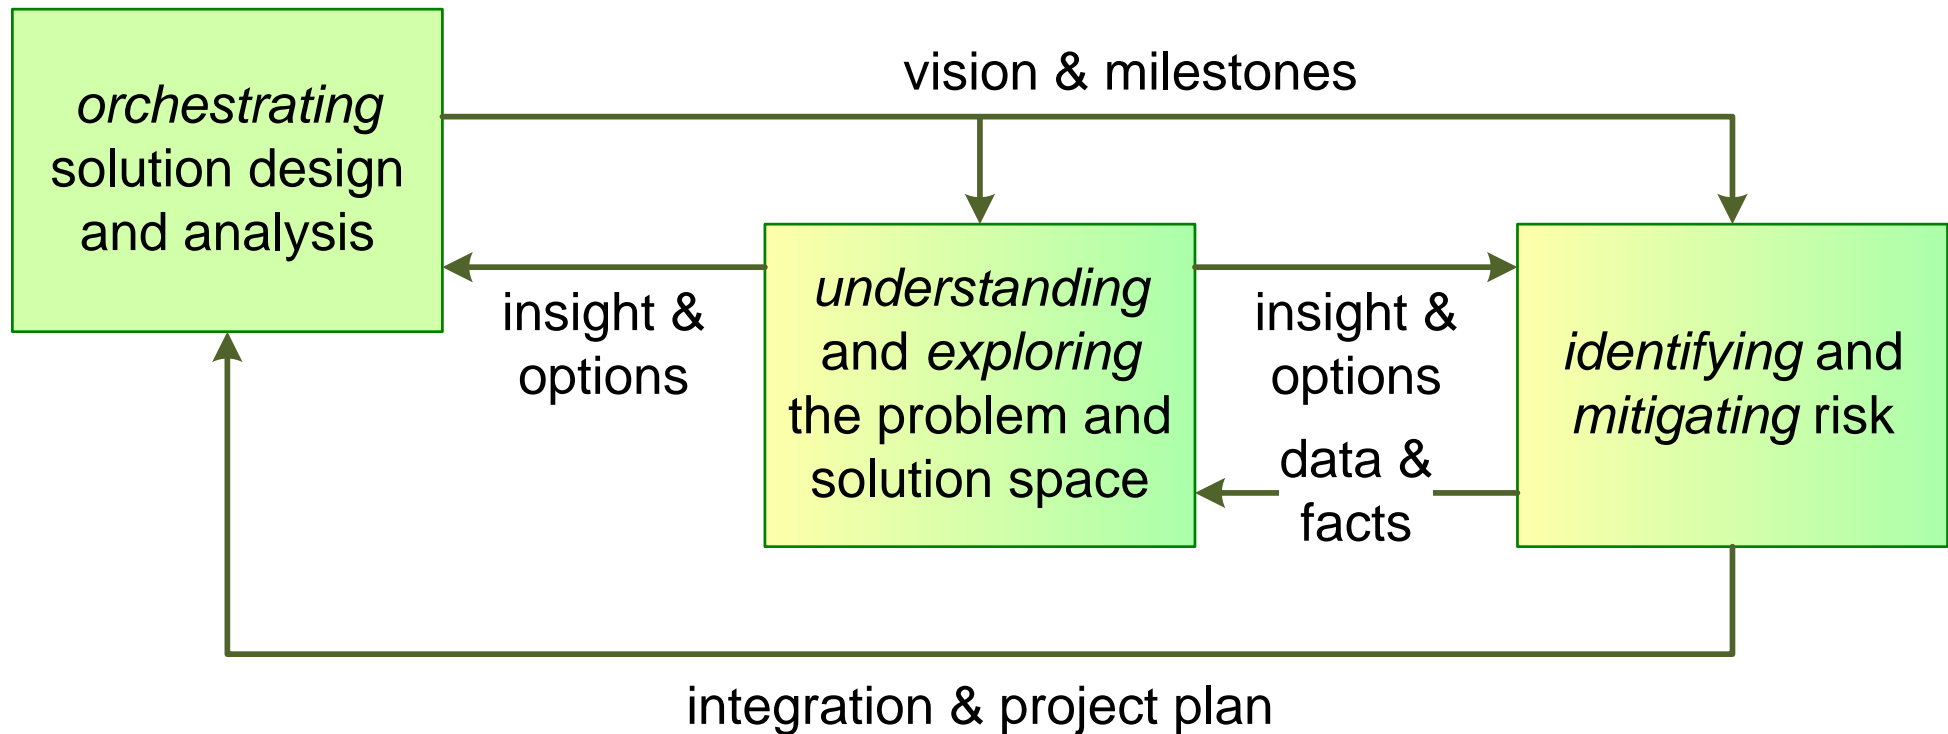 orchestrating
solution design
and analysis
vision & milestones
insight &
options
understanding
and exploring
the problem and
solution space
insight &
options
data &
facts
identifying and
mitigating risk
integration & project plan